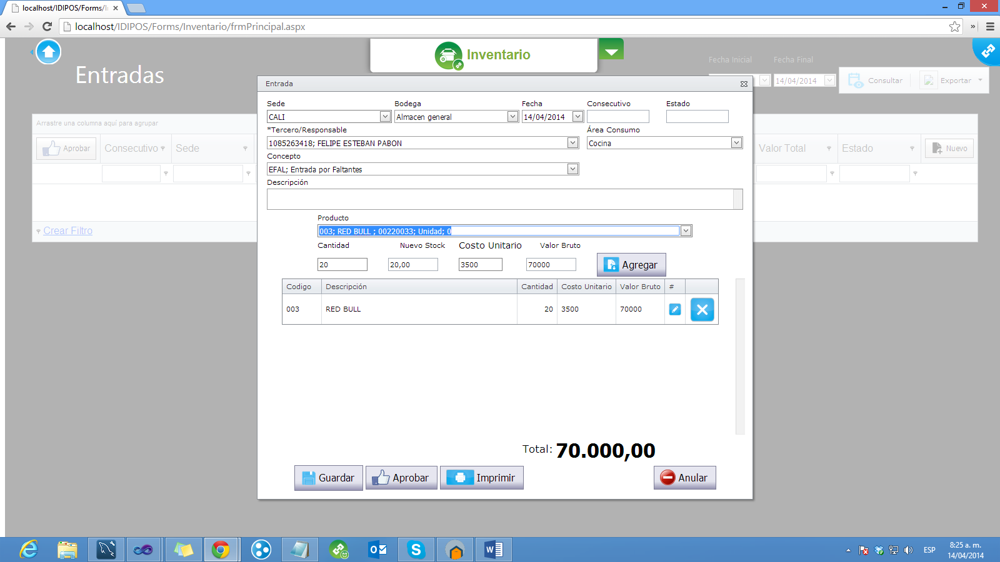 localhost/IDIPOS/Forms/I
localhost/IDIPOS/Forms/Inventario/frmPrincipal.aspx
Inventario
Entradas
Fecha Inicial
Fecha Final
14/04/2014
Consultar
Exportar
Entrada
Sede
Bodega
Fecha
Consecutivo
Estado
CALI
Almacen general
14/04/2014
*Tercero/Responsable
Área Consumo
1085263418; FELIPE ESTEBAN PABON
Cocina
Concepto
EFAL; Entrada por Faltantes
Descripción
Arrastre una columna aquí para agrupar
Aprobar
Consecutivo
Sede
Valor Total
Estado
Nuevo
Crear Filtro
Producto
003; RED BULL ; 00220033; Unidad; 0
Cantidad
Nuevo Stock
Costo Unitario
Valor Bruto
20
20,00
3500
70000
Agregar
Codigo
Descripción
Cantidad
Costo Unitario
Valor Bruto
#
003
RED BULL
20
3500
70000
Total: 70.000,00
Guardar
Aprobar
Imprimir
Anular
ESP
8:25 a. m.
14/04/2014